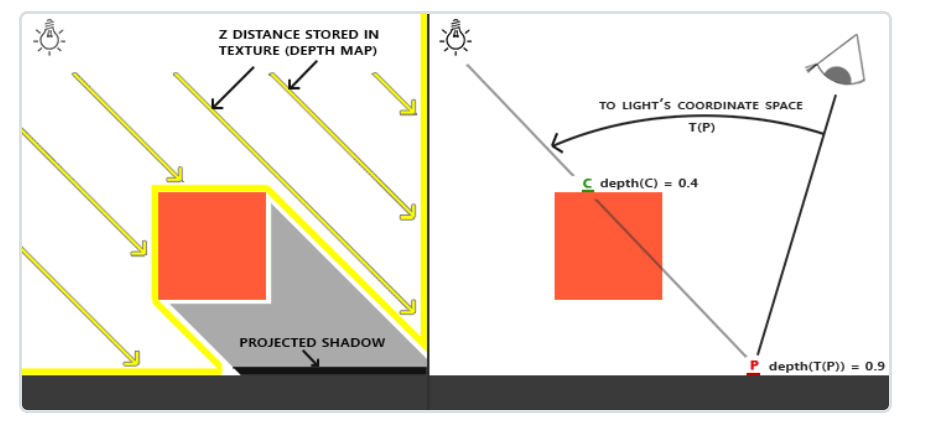 Z DISTANCE STORED IN
TEXTURE (DEPTH MAP)
PROJECTED SHADOW
TO LIGHT'S COORDINATE SPACE
T(P)
C depth(C) = 0.4
P depth(T(P)) = 0.9